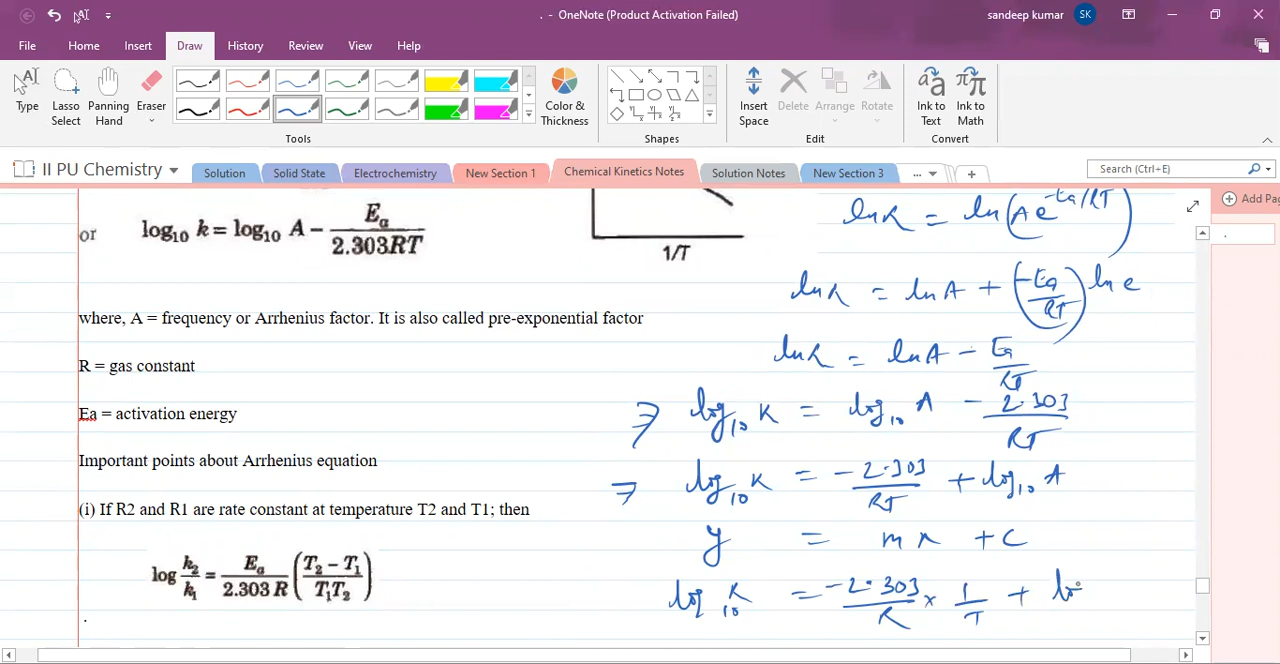 . - OneNote (Product Activation Failed)
sandeep kumar SK
File Home Insert Draw History Review View Help
Type Lasso Select Panning Hand Eraser Color & Thickness Insert Space Delete Arrange Rotate Ink to Text Ink to Math
Tools Shapes Edit Convert
II PU Chemistry Solution Solid State Electrochemistry New Section 1 Chemical Kinetics Notes Solution Notes New Section 3 ... Search (Ctrl+E)
Add Pag
or log₁₀ k = log₁₀ A − Eₐ/2.303RT
1/T
where, A = frequency or Arrhenius factor. It is also called pre-exponential factor
R = gas constant
Ea = activation energy
Important points about Arrhenius equation
(i) If R2 and R1 are rate constant at temperature T2 and T1; then
log k₂/k₁ = Eₐ/2.303 R (T₂ − T₁/T₁T₂)
.
ln k = ln(A e^-Ea/RT)
ln k = ln A + (-Ea/RT) ln e
ln k = ln A − Ea/RT
⇒ log₁₀ K = log₁₀ A − 2.303/RT
⇒ log₁₀ K = −2.303/RT + log₁₀ A
y = mx + C
log₁₀ K = −2.303/R × 1/T + lo